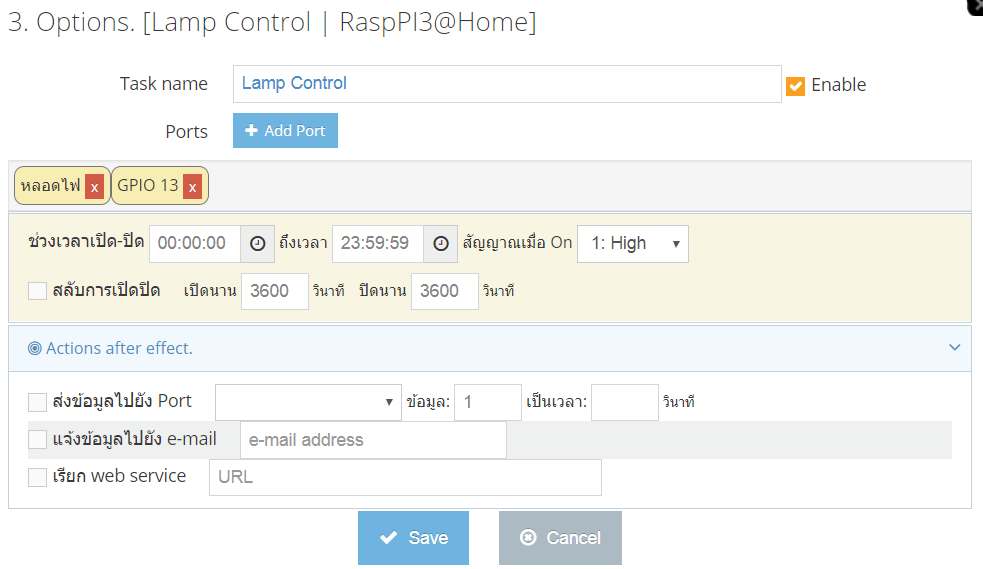 3. Options. [Lamp Control | RaspPI3@Home]
Task name Lamp Control Enable
Ports Add Port
หลอดไฟ x GPIO 13 x
ช่วงเวลาเปิด-ปิด 00:00:00 ถึงเวลา 23:59:59 สัญญาณเมื่อ On 1: High
สลับการเปิดปิด เปิดนาน 3600 วินาที ปิดนาน 3600 วินาที
Actions after effect.
ส่งข้อมูลไปยัง Port ข้อมูล: 1 เป็นเวลา: วินาที
แจ้งข้อมูลไปยัง e-mail e-mail address
เรียก web service URL
Save Cancel